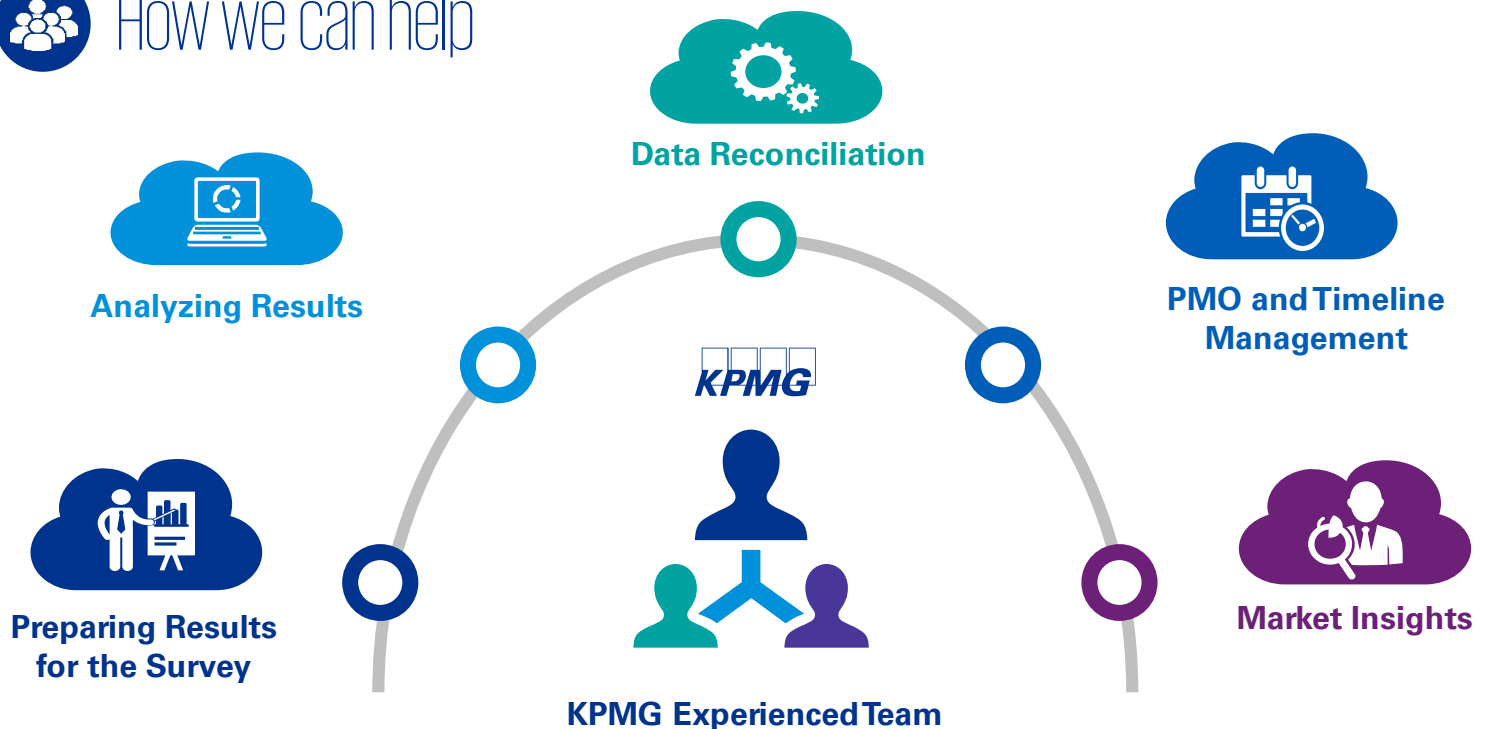 How we can help
Data Reconciliation
Analyzing Results
PMO and Timeline
Management
KPMG
Preparing Results
for the Survey
Market Insights
KPMG Experienced Team